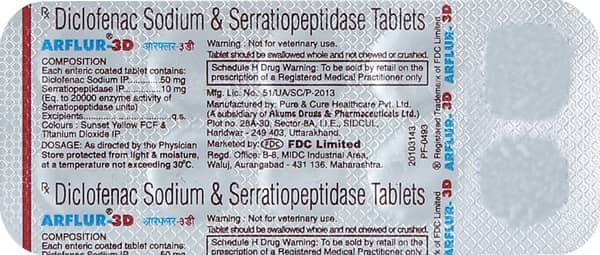 ℞ Diclofenac Sodium & Serratiopeptidase Tablets
ARFLUR®-3D आरफ्लर-३डी
COMPOSITION
Each enteric coated tablet contains:
Diclofenac Sodium IP............50 mg
Serratiopeptidase IP............10 mg
(Eq. to 20000 enzyme activity of
Serratiopeptidase units)
Excipients............q.s.
Colours : Sunset Yellow FCF &
Titanium Dioxide IP
DOSAGE: As directed by the Physician
Store protected from light & moisture,
at a temperature not exceeding 30°C.
Warning : Not for veterinary use.
Tablet should be swallowed whole and not chewed or crushed.
Schedule H Drug Warning: To be sold by retail on the
prescription of a Registered Medical Practitioner only
Mfg. Lic. No.: 51/UA/SC/P-2013
Manufactured by: Pure & Cure Healthcare Pvt. Ltd.
(A subsidiary of Akums Drugs & Pharmaceuticals Ltd.)
Plot no. 26A-30, Sector-8A, I.I.E., SIDCUL,
Haridwar - 249 403, Uttarakhand.
Marketed by: FDC FDC Limited
Regd. Office: B-8, MIDC Industrial Area,
Waluj, Aurangabad - 431 136, Maharashtra.
20103143
PF-0493
® Registered Trademark of FDC Limited
ARFLUR®-3D
℞ Diclofenac Sodium & Serratiopeptidase Tablets
ARFLUR®-3D आरफ्लर-३डी
COMPOSITION
Each enteric coated tablet contains:
Diclofenac Sodium IP............50 mg
Warning : Not for veterinary use.
Tablet should be swallowed whole and not chewed or crushed.
Schedule H Drug Warning: To be sold by retail on the
prescription of a Registered Medical Practitioner only
of FDC Limited
ARFLUR®-3D